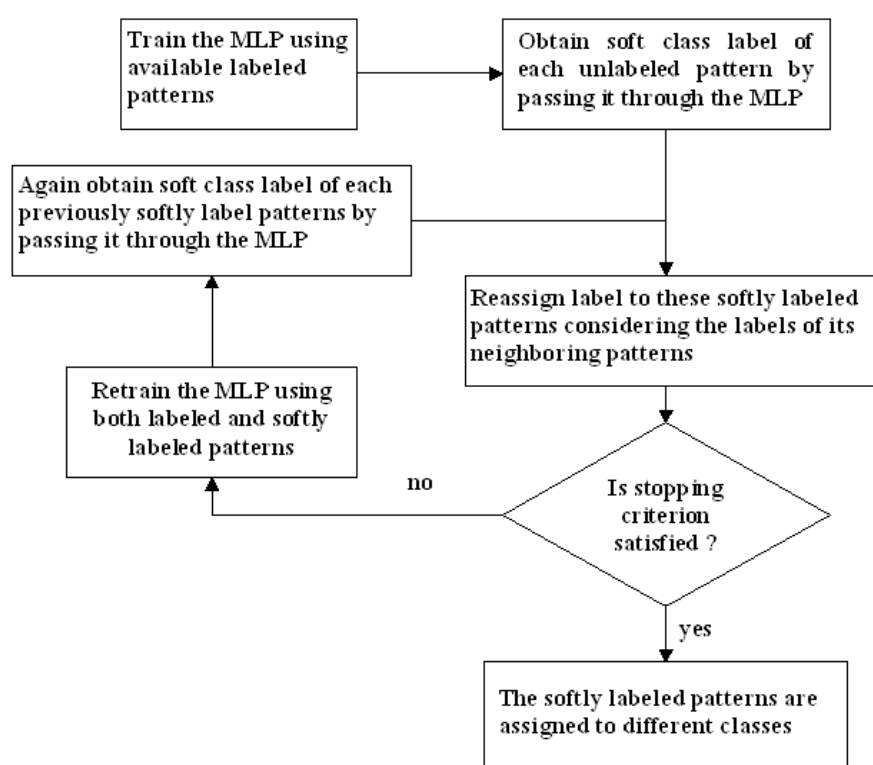 Train the MLP using
available labeled
patterns
Obtain soft class label of
each unlabeled pattern by
passing it through the MLP
Again obtain soft class label of each
previously softly label patterns by
passing it through the MLP
Reassign label to these softly labeled
patterns considering the labels of its
neighboring patterns
Retrain the MLP using
both labeled and softly
labeled patterns
no
Is stopping
criterion
satisfied ?
yes
The softly labeled patterns are
assigned to different classes